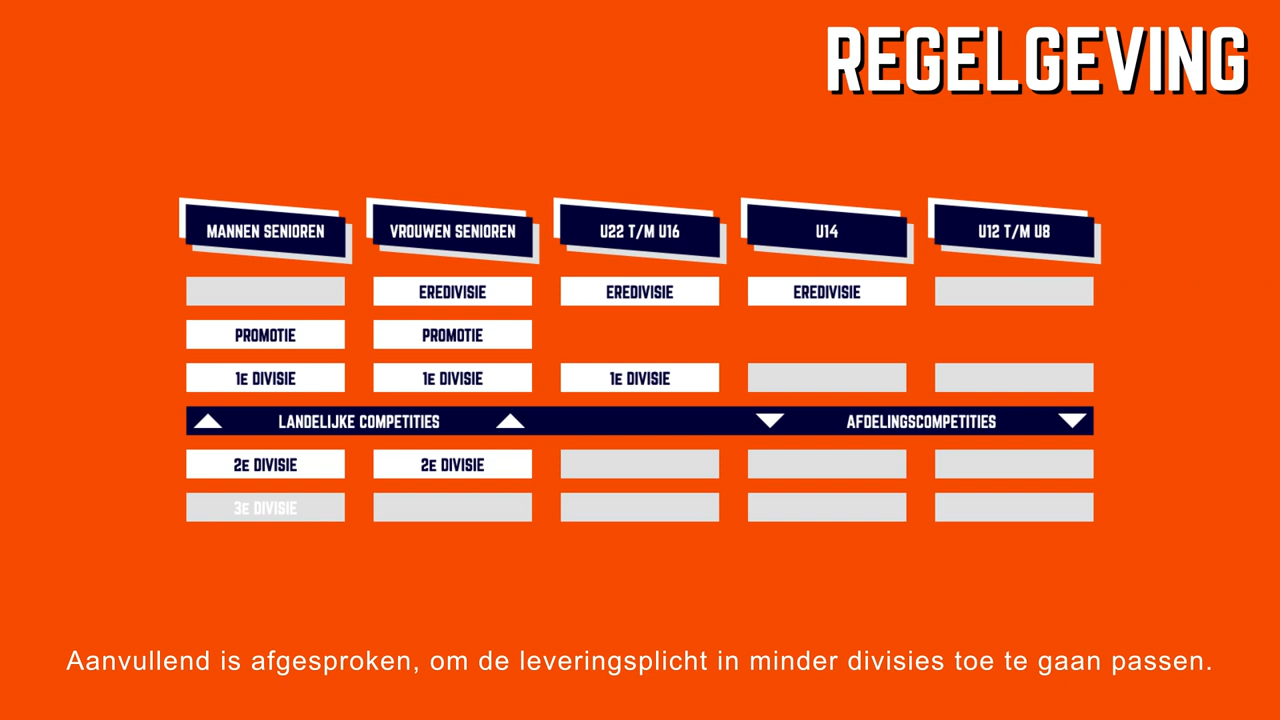 REGELGEVING
MANNEN SENIOREN VROUWEN SENIOREN U22 T/M U16 U14 U12 T/M U8
EREDIVISIE EREDIVISIE EREDIVISIE
PROMOTIE PROMOTIE
1E DIVISIE 1E DIVISIE 1E DIVISIE
LANDELIJKE COMPETITIES AFDELINGSCOMPETITIES
2E DIVISIE 2E DIVISIE
3E DIVISIE
Aanvullend is afgesproken, om de leveringsplicht in minder divisies toe te gaan passen.